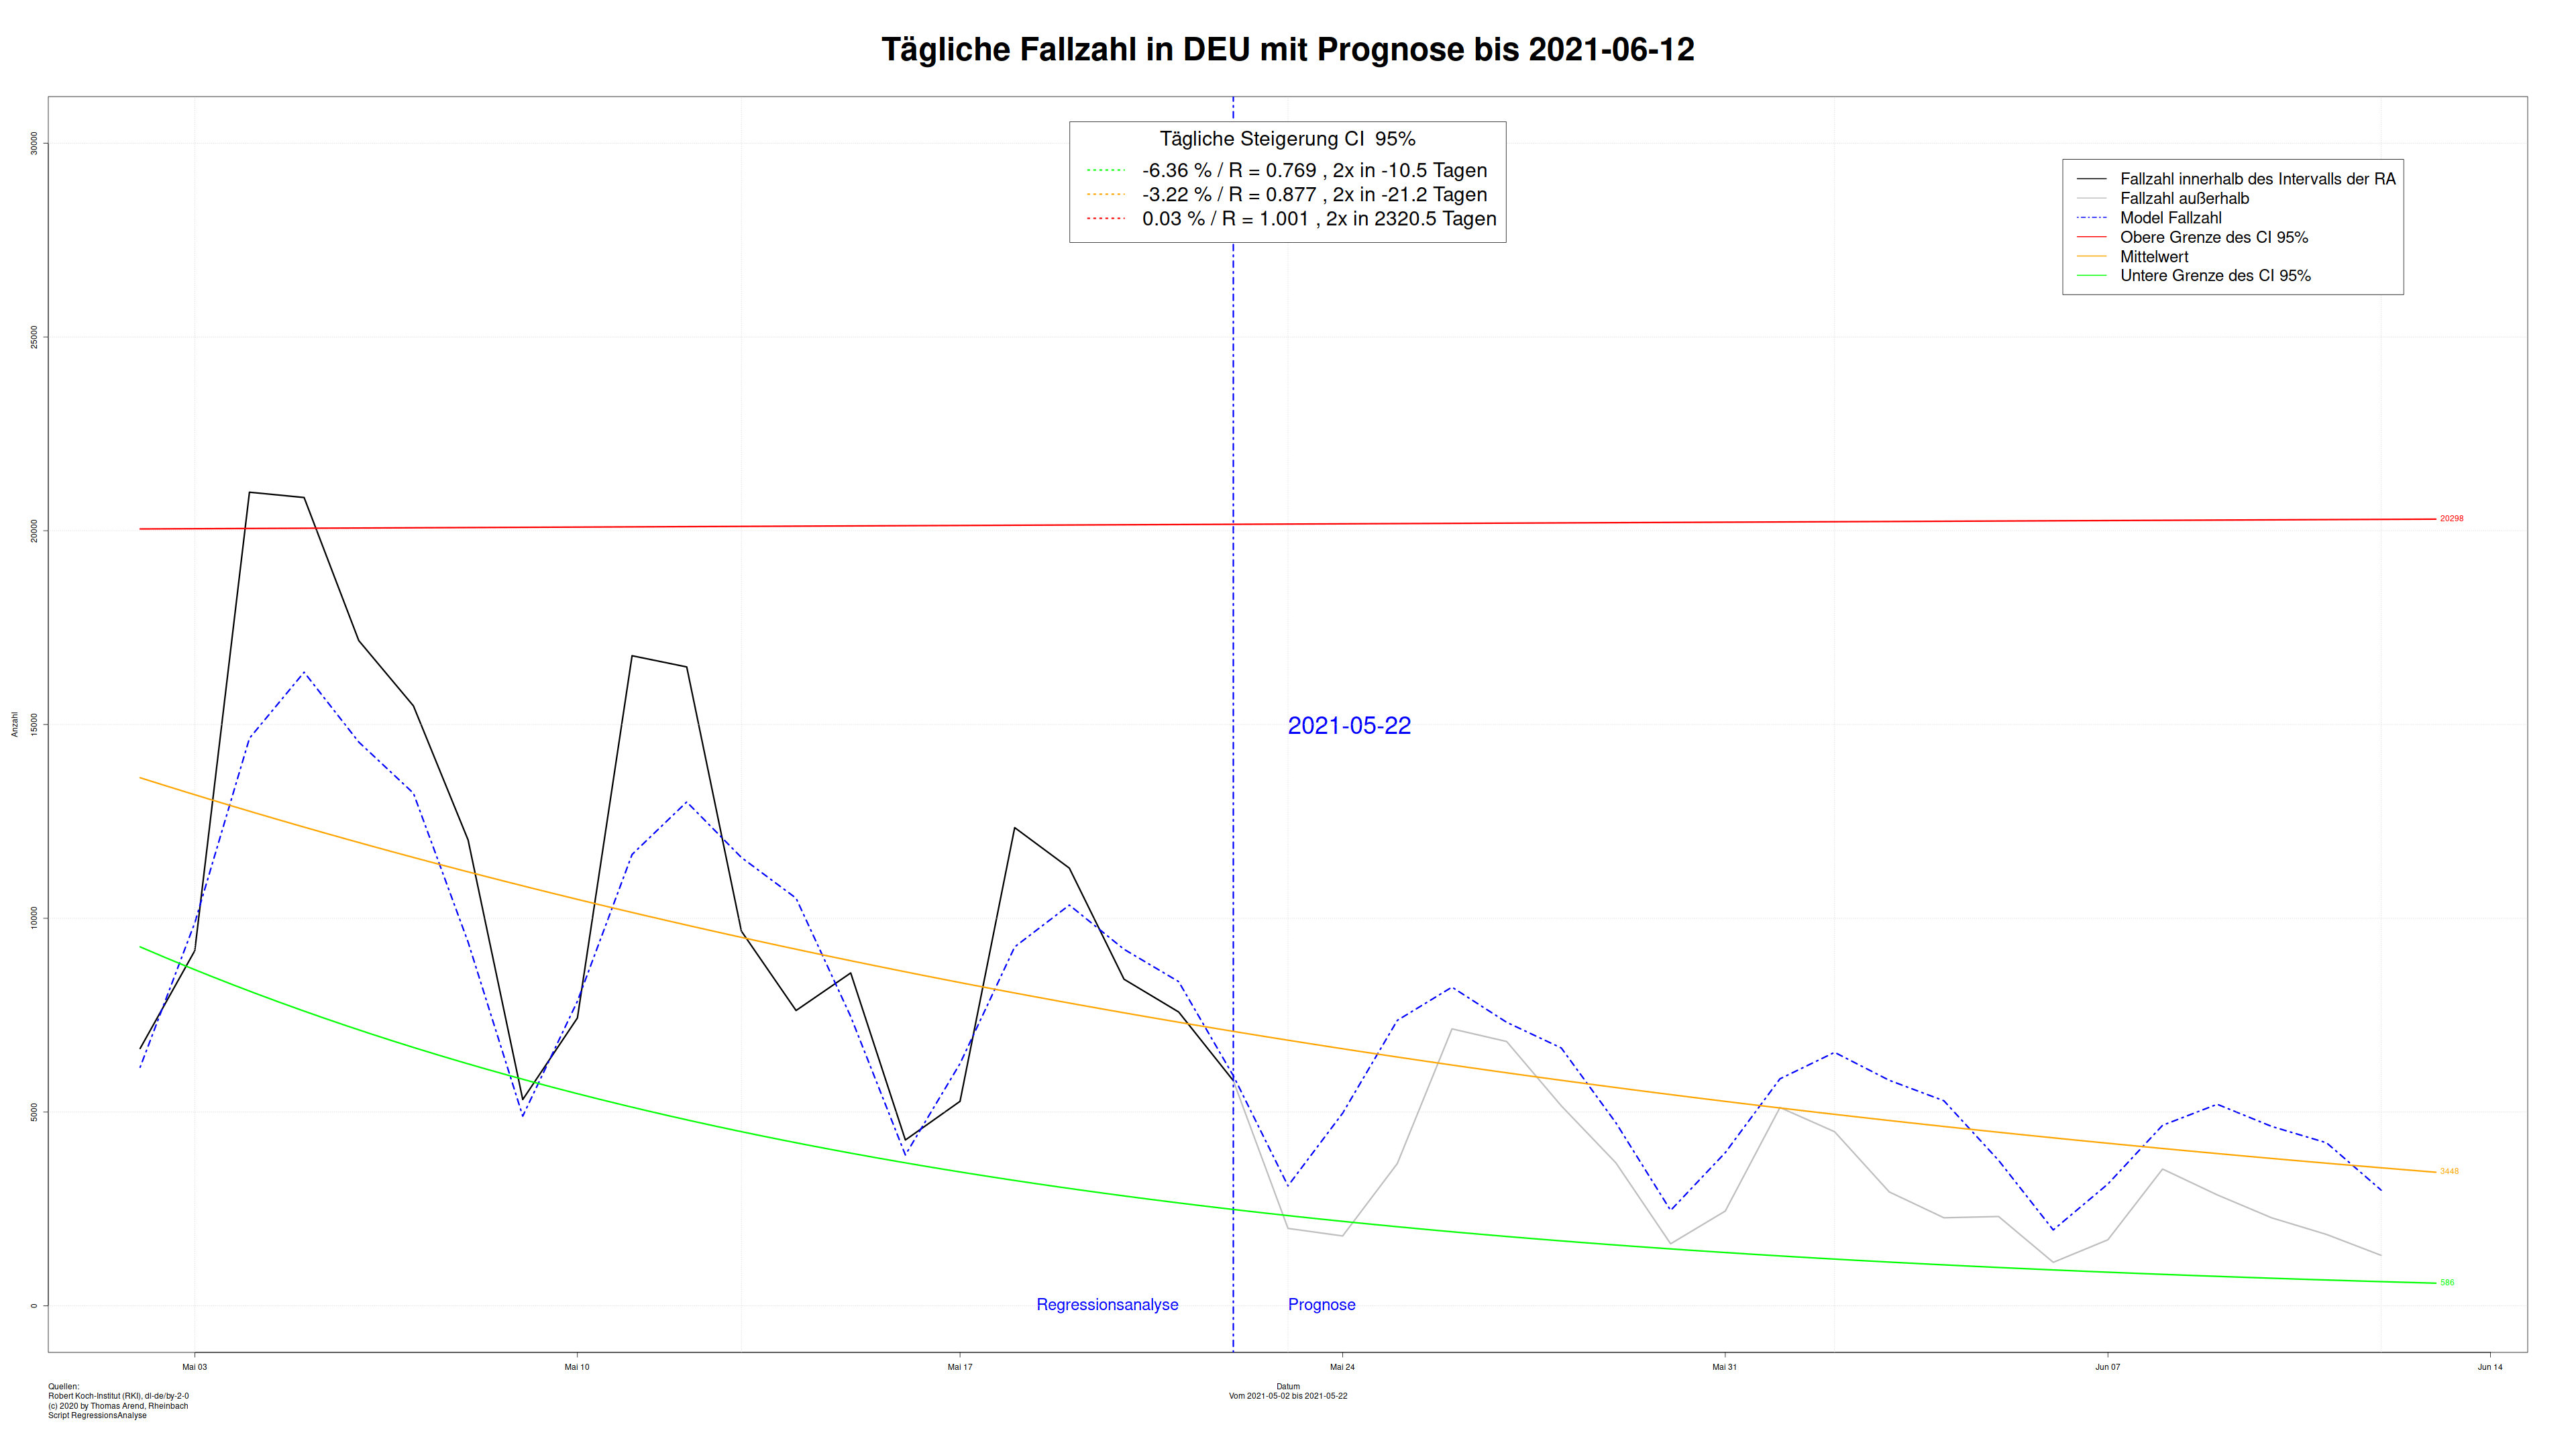 Tägliche Fallzahl in DEU mit Prognose bis 2021-06-12
Tägliche Steigerung CI  95%
-6.36 % / R = 0.769 , 2x in -10.5 Tagen
-3.22 % / R = 0.877 , 2x in -21.2 Tagen
0.03 % / R = 1.001 , 2x in 2320.5 Tagen
Fallzahl innerhalb des Intervalls der RA
Fallzahl außerhalb
Model Fallzahl
Obere Grenze des CI 95%
Mittelwert
Untere Grenze des CI 95%
30000
25000
20000
15000
10000
5000
0
Anzahl
20298
2021-05-22
3448
586
Regressionsanalyse
Prognose
Mai 03
Mai 10
Mai 17
Mai 24
Mai 31
Jun 07
Jun 14
Datum
Vom 2021-05-02 bis 2021-05-22
Quellen:
Robert Koch-Institut (RKI), dl-de/by-2-0
(c) 2020 by Thomas Arend, Rheinbach
Script RegressionsAnalyse